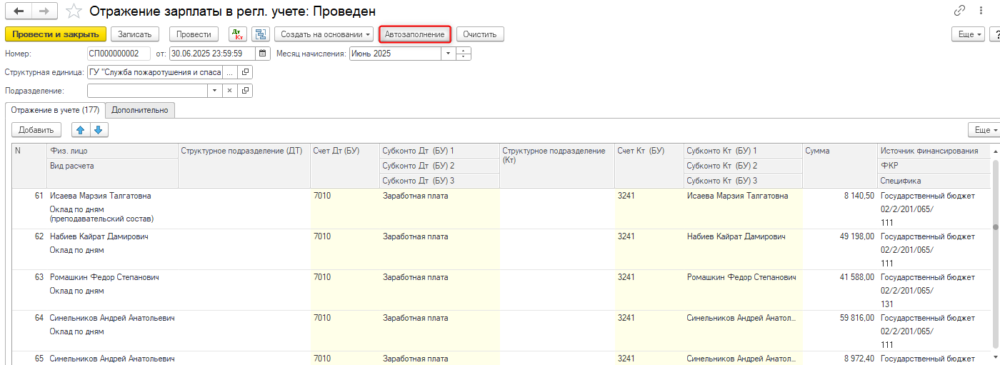 Отражение зарплаты в регл. учете: Проведен
Провести и закрыть Записать Провести Дт Кт Создать на основании Автозаполнение Очистить Еще ?
Номер: СП000000002 от: 30.06.2025 23:59:59 Месяц начисления: Июнь 2025
Структурная единица: ГУ "Служба пожаротушения и спаса ...
Подразделение:
Отражение в учете (177) Дополнительно
Добавить Еще
N Физ. лицо Структурное подразделение (ДТ) Счет Дт (БУ) Субконто Дт (БУ) 1 Структурное подразделение (Кт) Счет Кт (БУ) Субконто Кт (БУ) 1 Сумма Источник финансирования
Вид расчета Субконто Дт (БУ) 2 Субконто Кт (БУ) 2 ФКР
Субконто Дт (БУ) 3 Субконто Кт (БУ) 3 Специфика
61 Исаева Марзия Талгатовна 7010 Заработная плата 3241 Исаева Марзия Талгатовна 8 140,50 Государственный бюджет
Оклад по дням 02/2/201/065/
(преподавательский состав) 111
62 Набиев Кайрат Дамирович 7010 Заработная плата 3241 Набиев Кайрат Дамирович 49 198,00 Государственный бюджет
Оклад по дням 02/2/201/065/
111
63 Ромашкин Федор Степанович 7010 Заработная плата 3241 Ромашкин Федор Степанович 41 588,00 Государственный бюджет
Оклад по дням 02/2/201/065/
131
64 Синельников Андрей Анатольевич 7010 Заработная плата 3241 Синельников Андрей Анатол... 59 816,00 Государственный бюджет
Оклад по дням 02/2/201/065/
111
65 Синельников Андрей Анатольевич 7010 Заработная плата 3241 Синельников Андрей Анатол... 8 972,40 Государственный бюджет